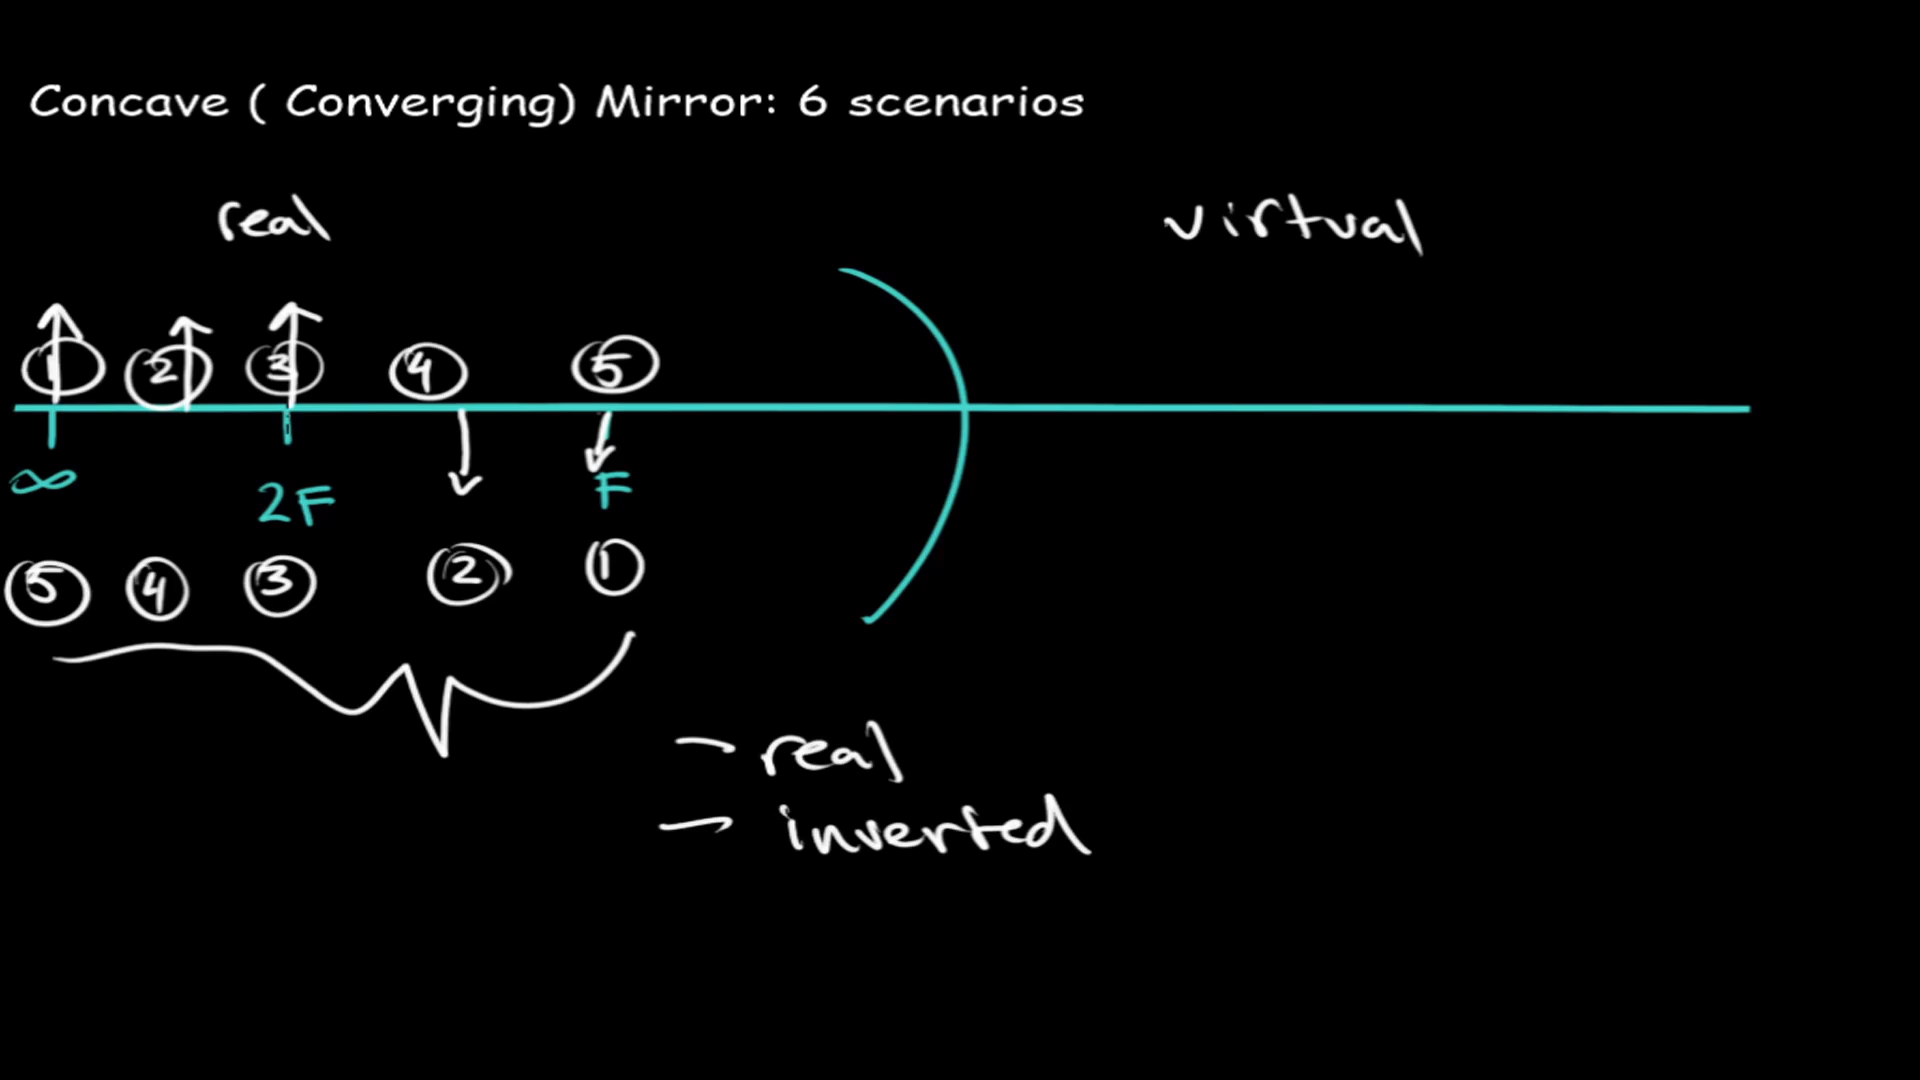 Concave ( Converging) Mirror: 6 scenarios
real virtual
1 2 3 4 5
∞ 2F F
5 4 3 2 1
- real
- inverted